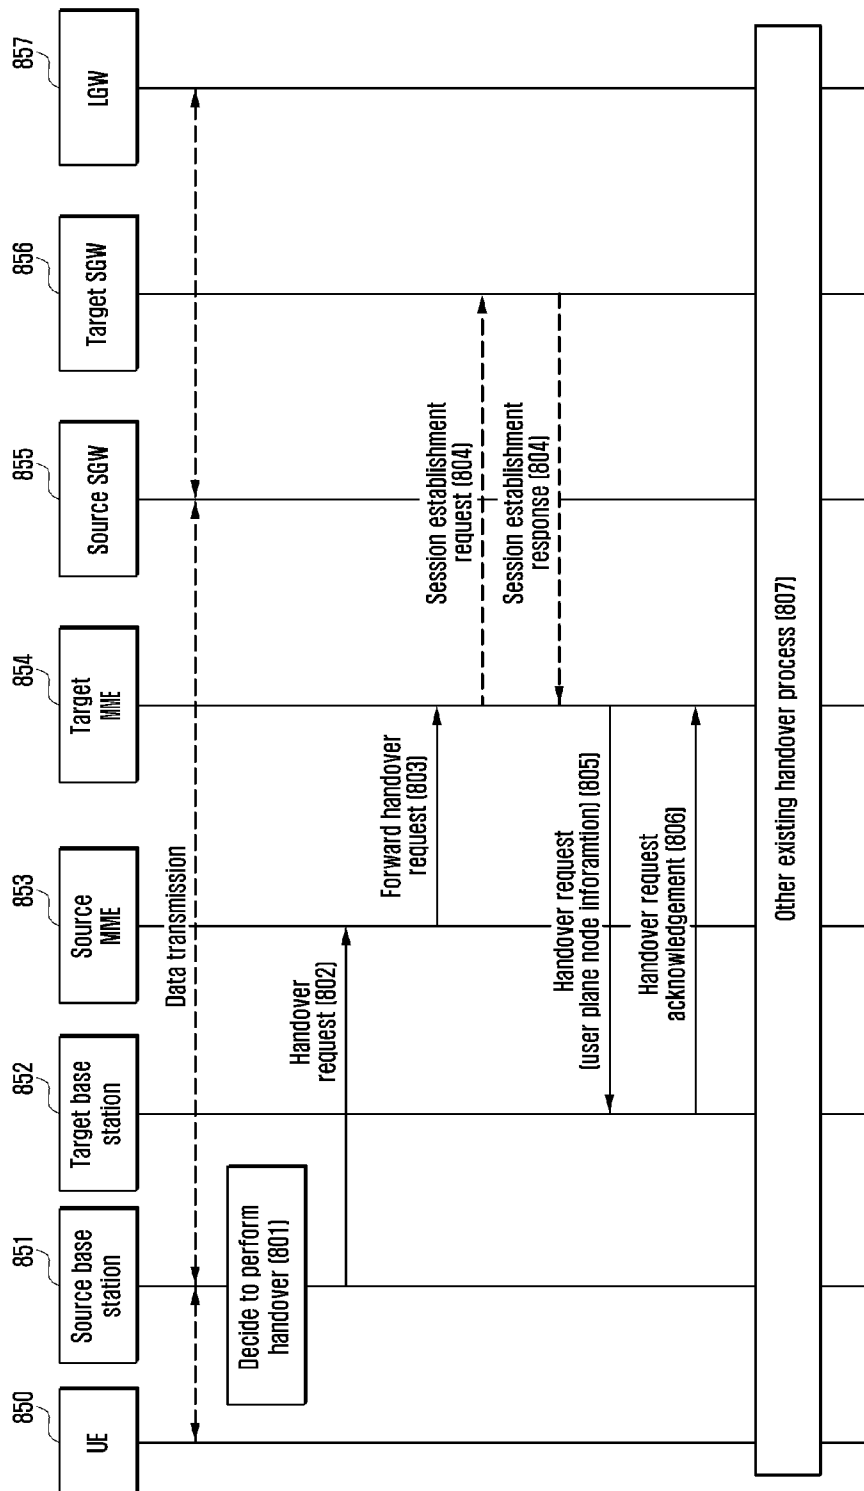 850
851
852
853
854
855
856
857
UE
Source base
station
Target base
station
Source
MME
Target
MME
Source SGW
Target SGW
LGW
Data transmission
Decide to perform
handover (801)
Handover
request (802)
Forward handover
request (803)
Session establishment
request (804)
Session establishment
response (804)
Handover request
(user plane node inforamtion) (805)
Handover request
acknowledgement (806)
Other existing handover process (807)